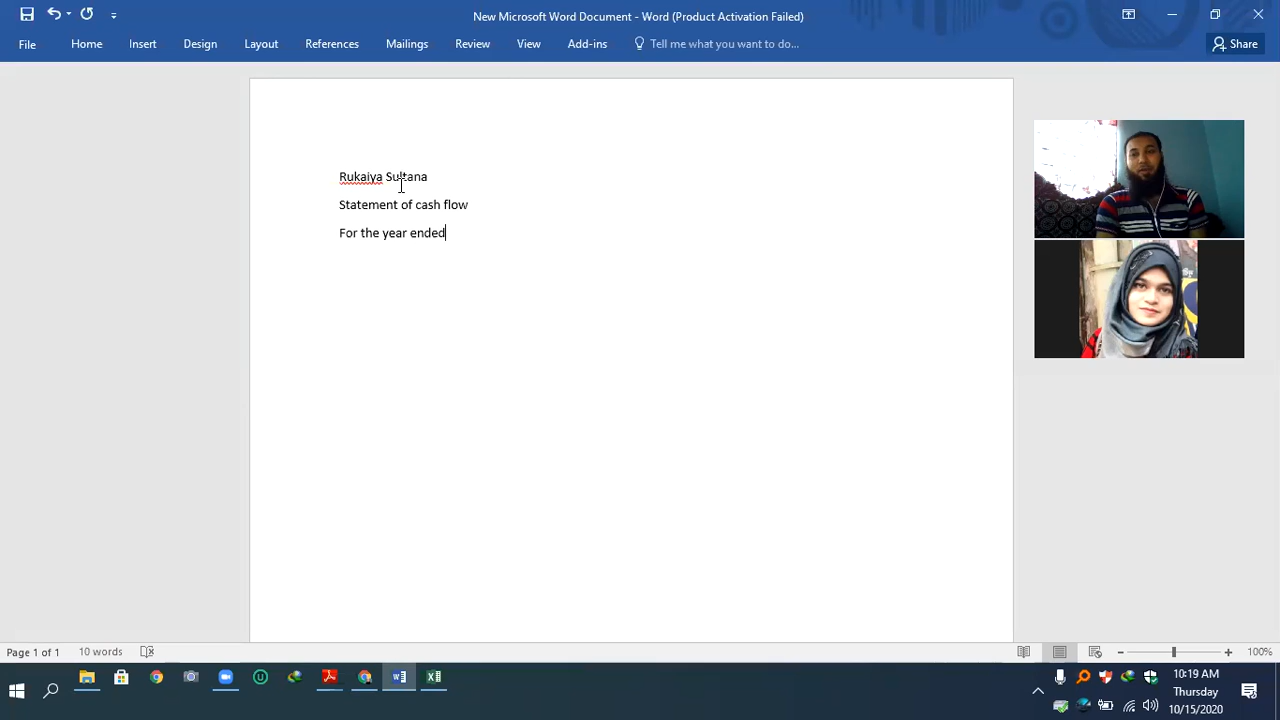 New Microsoft Word Document - Word (Product Activation Failed)
File Home Insert Design Layout References Mailings Review View Add-ins Tell me what you want to do... Share
Rukaiya Sultana
Statement of cash flow
For the year ended
Page 1 of 1 10 words 100%
10:19 AM
Thursday
10/15/2020